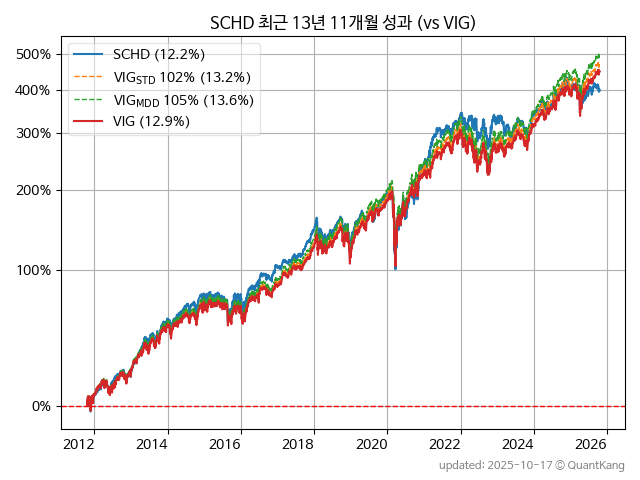 SCHD 최근 13년 11개월 성과 (vs VIG)
SCHD (12.2%)
VIG_STD 102% (13.2%)
VIG_MDD 105% (13.6%)
VIG (12.9%)
500%
400%
300%
200%
100%
0%
2012 2014 2016 2018 2020 2022 2024 2026
updated: 2025-10-17 © QuantKang